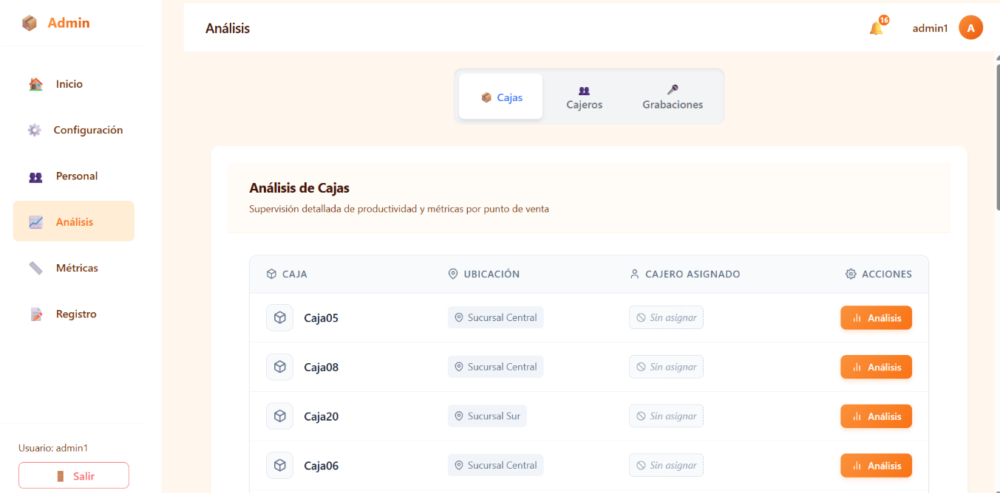 Admin
Análisis
16
admin1
A
Inicio
Configuración
Personal
Análisis
Métricas
Registro
Usuario: admin1
Salir
Cajas
Cajeros
Grabaciones
Análisis de Cajas
Supervisión detallada de productividad y métricas por punto de venta
CAJA UBICACIÓN CAJERO ASIGNADO ACCIONES
Caja05 Sucursal Central Sin asignar Análisis
Caja08 Sucursal Central Sin asignar Análisis
Caja20 Sucursal Sur Sin asignar Análisis
Caja06 Sucursal Central Sin asignar Análisis